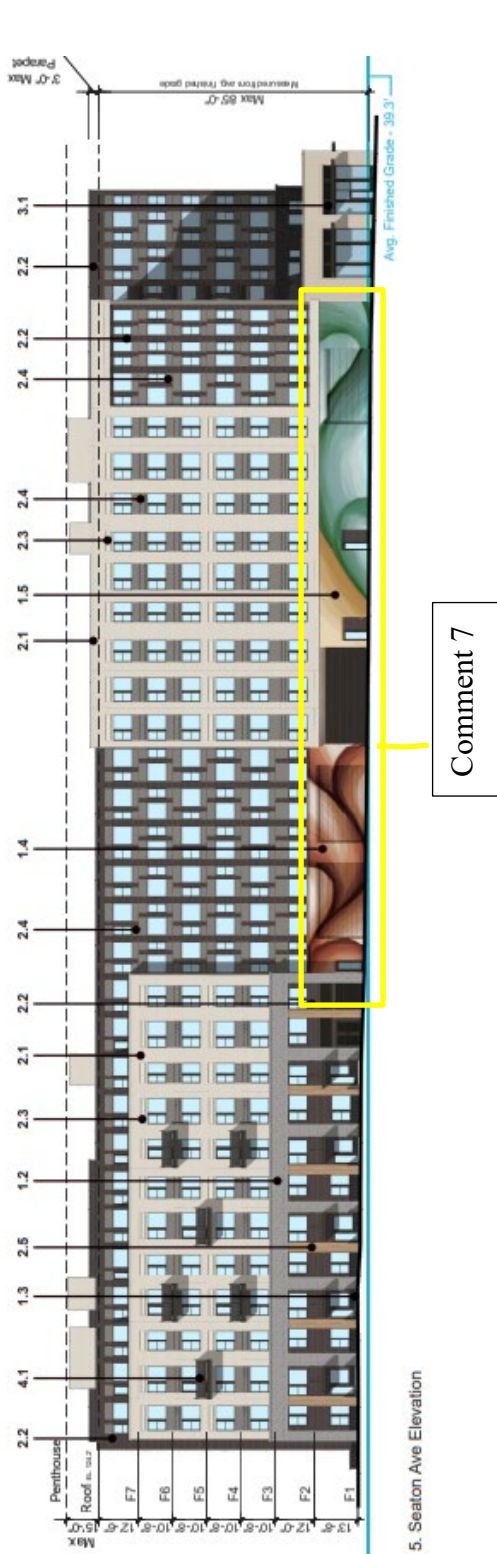 2.2
4.1
1.3
2.5
1.2
2.3
2.1
2.2
2.4
1.4
2.1
1.5
2.3
2.4
2.4
2.2
2.2
3.1
3'-0" Max
Parapet
Max 85'-0"
Measured from avg. finished grade
Avg. Finished Grade - 39.3'
Penthouse
Roof
F7
F6
F5
F4
F3
F2
F1
Max
15'-0"
12'-6"
10'-8"
10'-8"
10'-8"
10'-8"
12'-0"
Comment 7
5. Seaton Ave Elevation